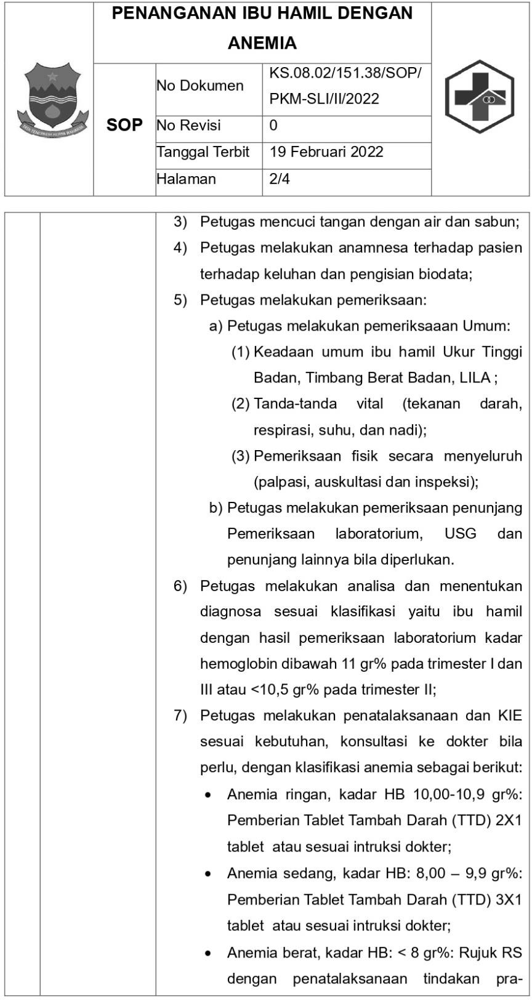 PENANGANAN IBU HAMIL DENGAN
ANEMIA
SOP
No Dokumen
KS.08.02/151.38/SOP/
PKM-SLI/II/2022
No Revisi
0
Tanggal Terbit
19 Februari 2022
Halaman
2/4
3) Petugas mencuci tangan dengan air dan sabun;
4) Petugas melakukan anamnesa terhadap pasien
terhadap keluhan dan pengisian biodata;
5) Petugas melakukan pemeriksaan:
a) Petugas melakukan pemeriksaaan Umum:
(1) Keadaan umum ibu hamil Ukur Tinggi
Badan, Timbang Berat Badan, LILA ;
(2) Tanda-tanda vital (tekanan darah,
respirasi, suhu, dan nadi);
(3) Pemeriksaan fisik secara menyeluruh
(palpasi, auskultasi dan inspeksi);
b) Petugas melakukan pemeriksaan penunjang
Pemeriksaan laboratorium, USG dan
penunjang lainnya bila diperlukan.
6) Petugas melakukan analisa dan menentukan
diagnosa sesuai klasifikasi yaitu ibu hamil
dengan hasil pemeriksaan laboratorium kadar
hemoglobin dibawah 11 gr% pada trimester I dan
III atau <10,5 gr% pada trimester II;
7) Petugas melakukan penatalaksanaan dan KIE
sesuai kebutuhan, konsultasi ke dokter bila
perlu, dengan klasifikasi anemia sebagai berikut:
• Anemia ringan, kadar HB 10,00-10,9 gr%:
Pemberian Tablet Tambah Darah (TTD) 2X1
tablet atau sesuai intruksi dokter;
• Anemia sedang, kadar HB: 8,00 – 9,9 gr%:
Pemberian Tablet Tambah Darah (TTD) 3X1
tablet atau sesuai intruksi dokter;
• Anemia berat, kadar HB: < 8 gr%: Rujuk RS
dengan penatalaksanaan tindakan pra-